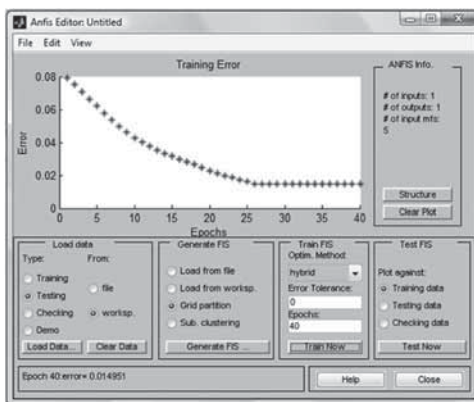 Anfis Editor: Untitled
File Edit View
Training Error
Error
0.08
0.06
0.04
0.02
0
0 5 10 15 20 25 30 35 40
Epochs
ANFIS Info.
# of inputs: 1
# of outputs: 1
# of input mfs:
5
Structure
Clear Plot
Load data
Type: From:
Training
Testing
Checking
Demo
file
worksp.
Load Data... Clear Data
Generate FIS
Load from file
Load from worksp.
Grid partition
Sub. clustering
Generate FIS ...
Train FIS
Optim. Method:
hybrid
Error Tolerance:
0
Epochs:
40
Train Now
Test FIS
Plot against:
Training data
Testing data
Checking data
Test Now
Epoch 40:error= 0.014951
Help Close